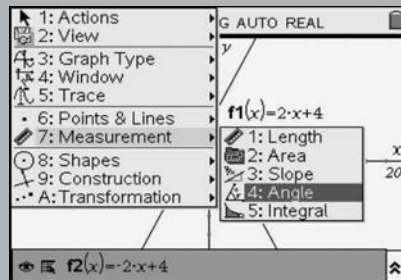 1: Actions
2: View
3: Graph Type
4: Window
5: Trace
6: Points & Lines
7: Measurement
8: Shapes
9: Construction
A: Transformation
G AUTO REAL
y
f1(x)=2·x+4
1: Length
2: Area
3: Slope
4: Angle
5: Integral
x
20
f2(x)=-2·x+4